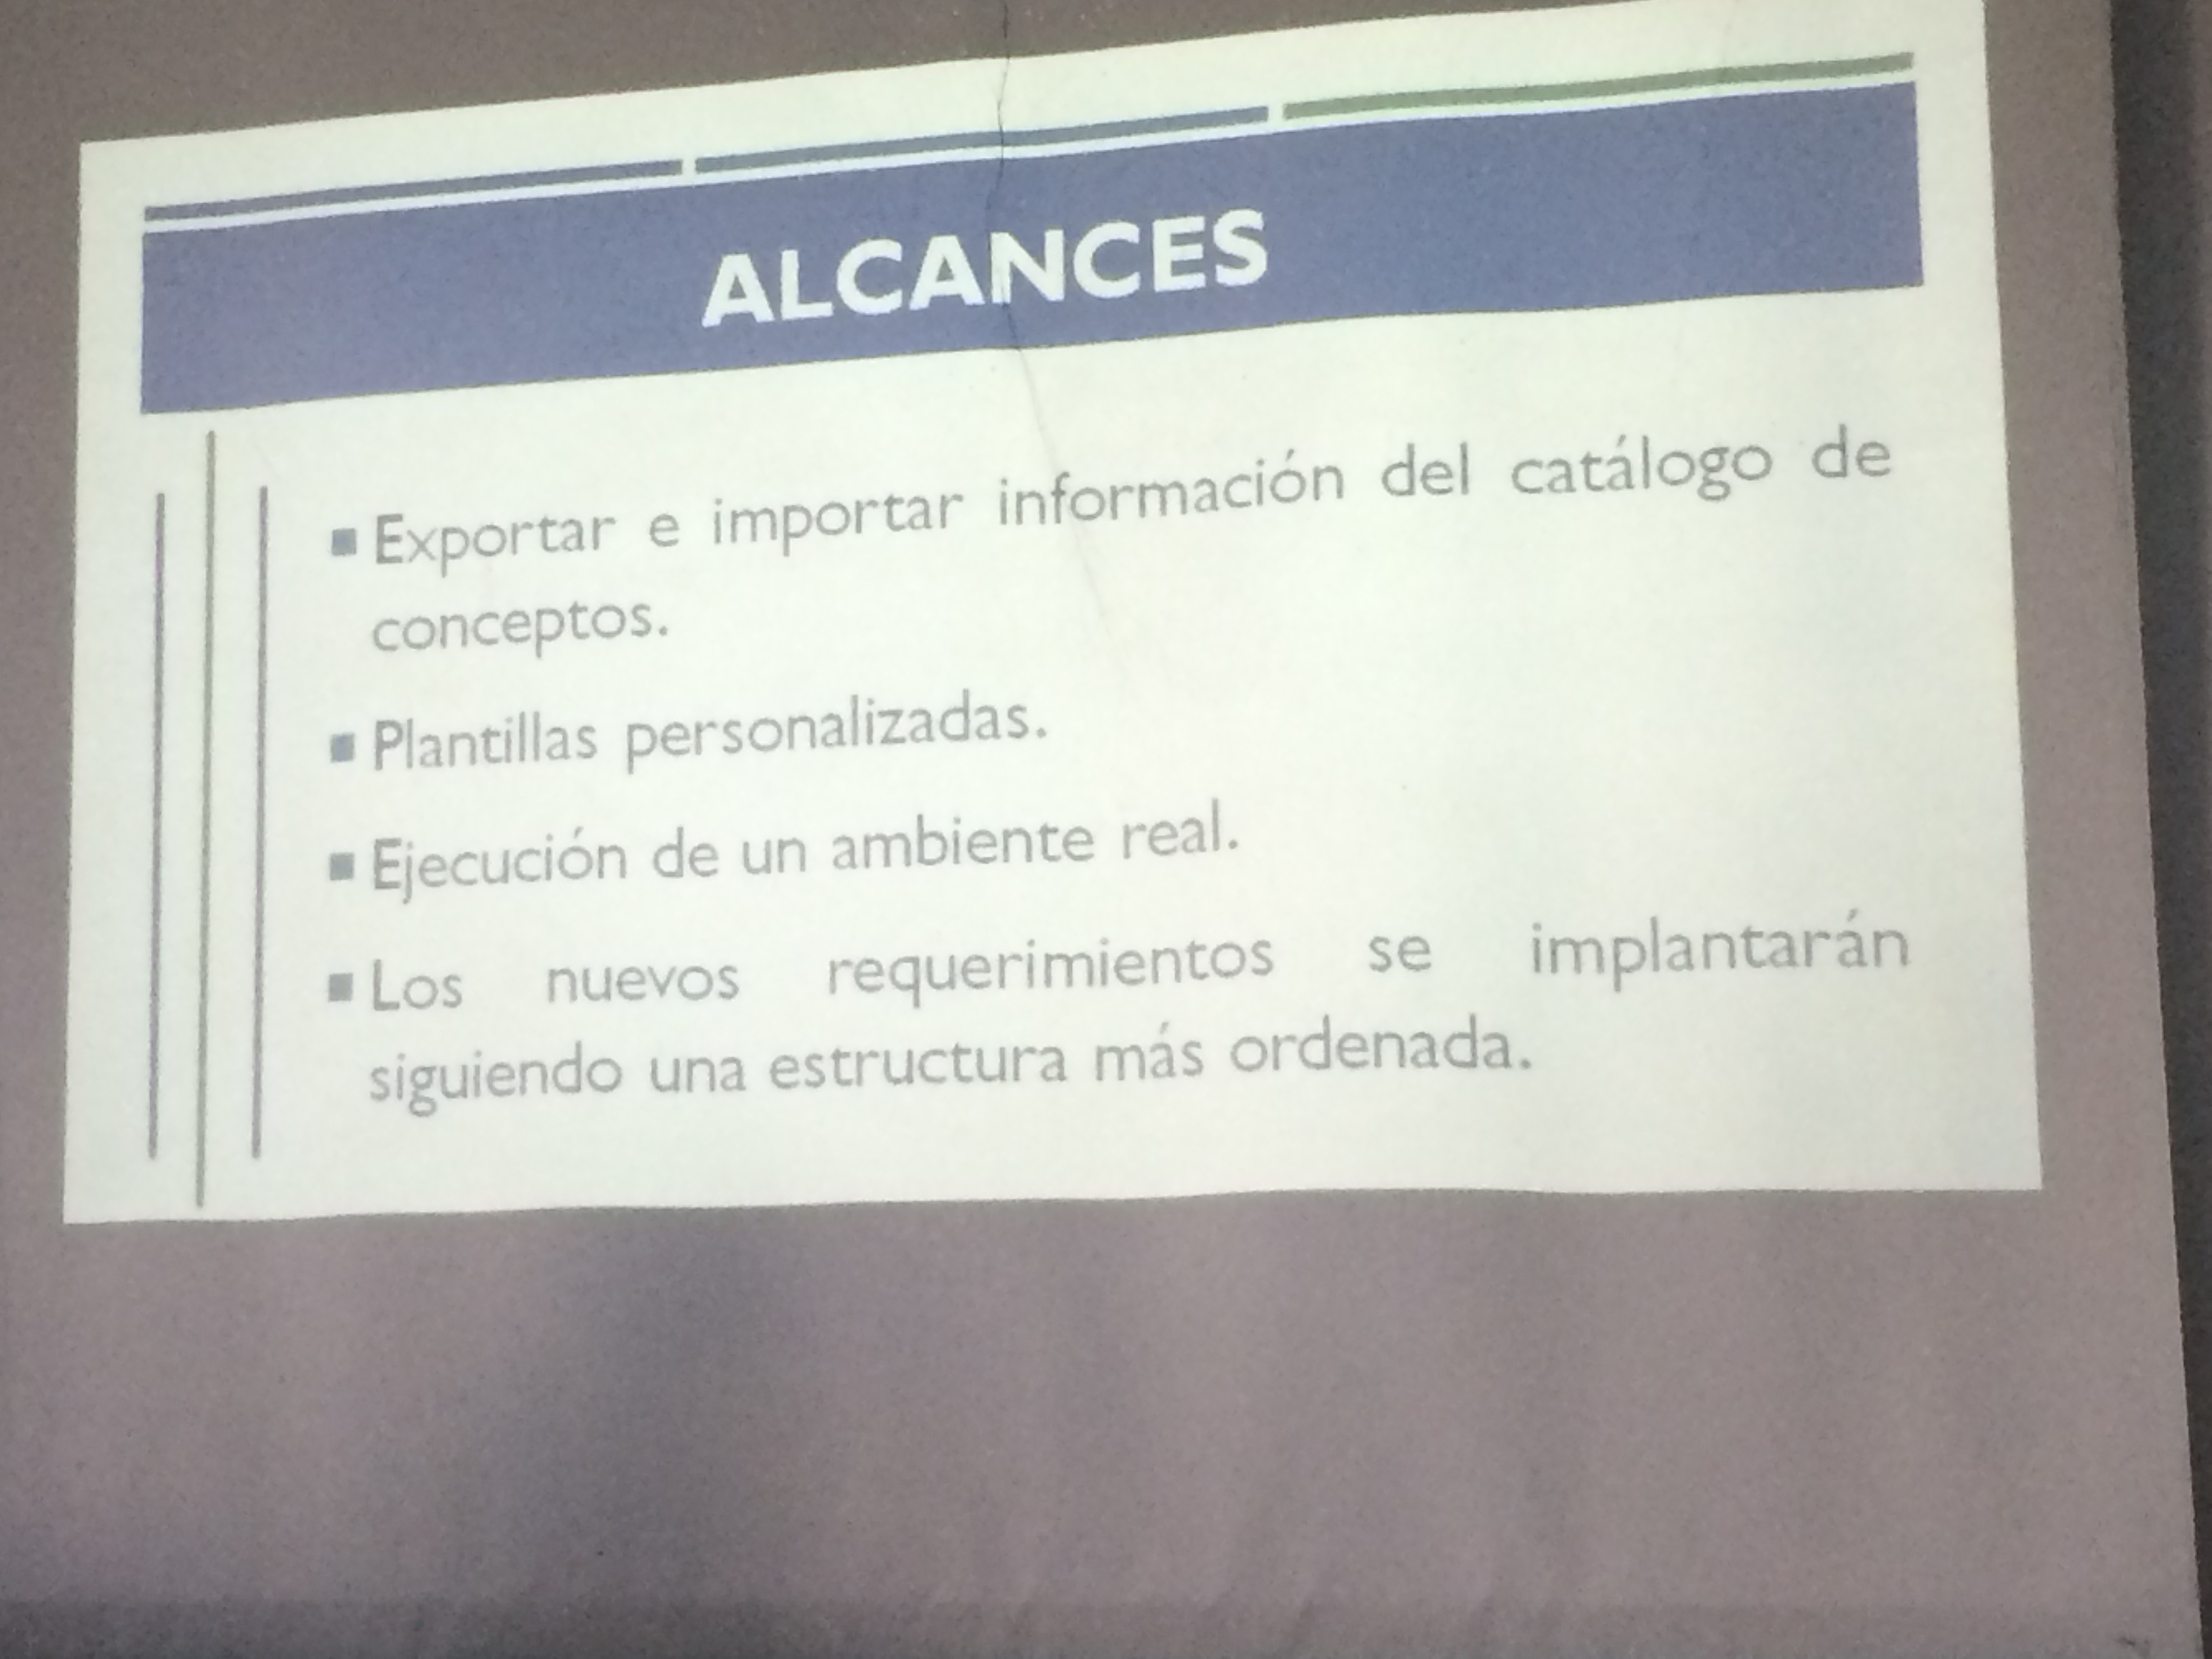 ALCANCES
▪ Exportar e importar información del catálogo de
conceptos.
▪ Plantillas personalizadas.
▪ Ejecución de un ambiente real.
▪ Los nuevos requerimientos se implantarán
siguiendo una estructura más ordenada.